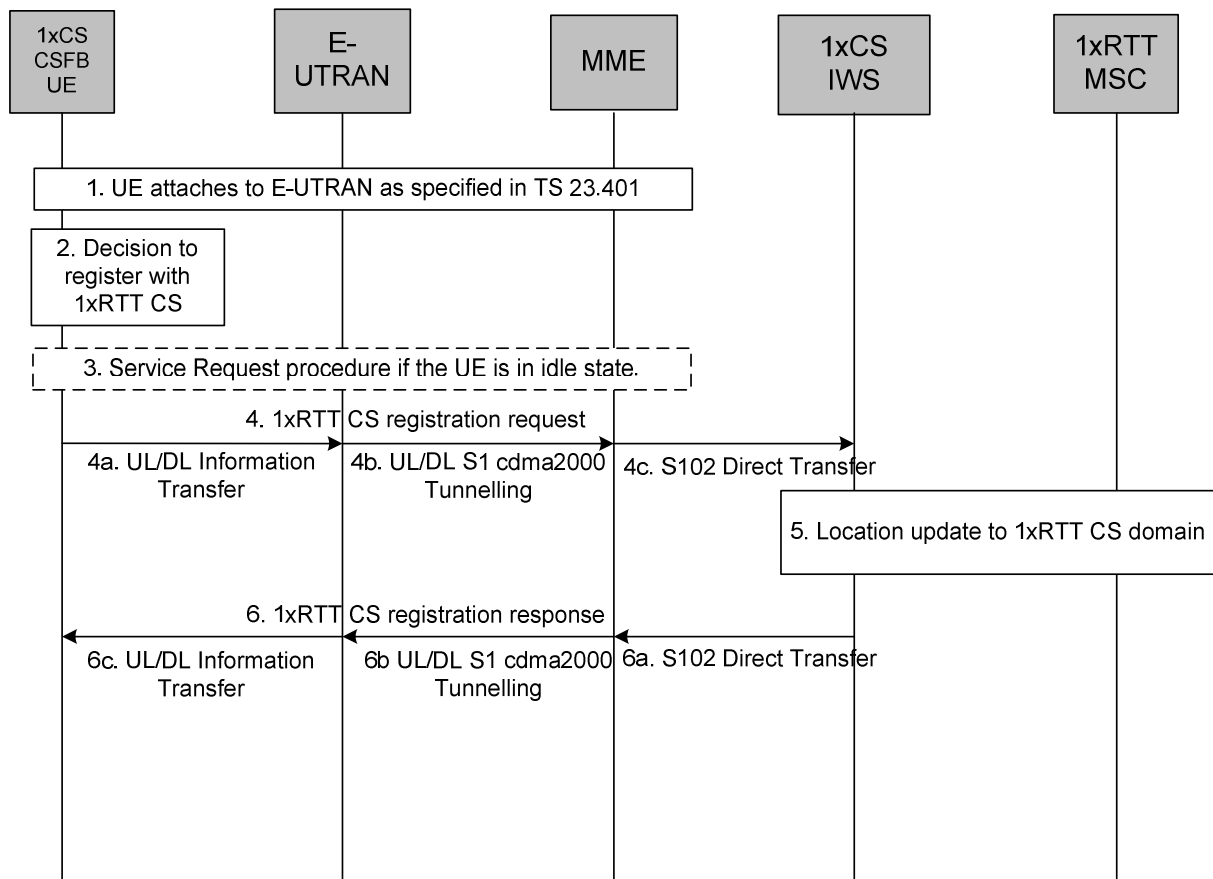 1xCS
CSFB
UE
E-
UTRAN
MME
1xCS
IWS
1xRTT
MSC
1. UE attaches to E-UTRAN as specified in TS 23.401
2. Decision to
register with
1xRTT CS
3. Service Request procedure if the UE is in idle state.
4. 1xRTT CS registration request
4a. UL/DL Information
Transfer
4b. UL/DL S1 cdma2000
Tunnelling
4c. S102 Direct Transfer
5. Location update to 1xRTT CS domain
6. 1xRTT CS registration response
6c. UL/DL Information
Transfer
6b UL/DL S1 cdma2000
Tunnelling
6a. S102 Direct Transfer